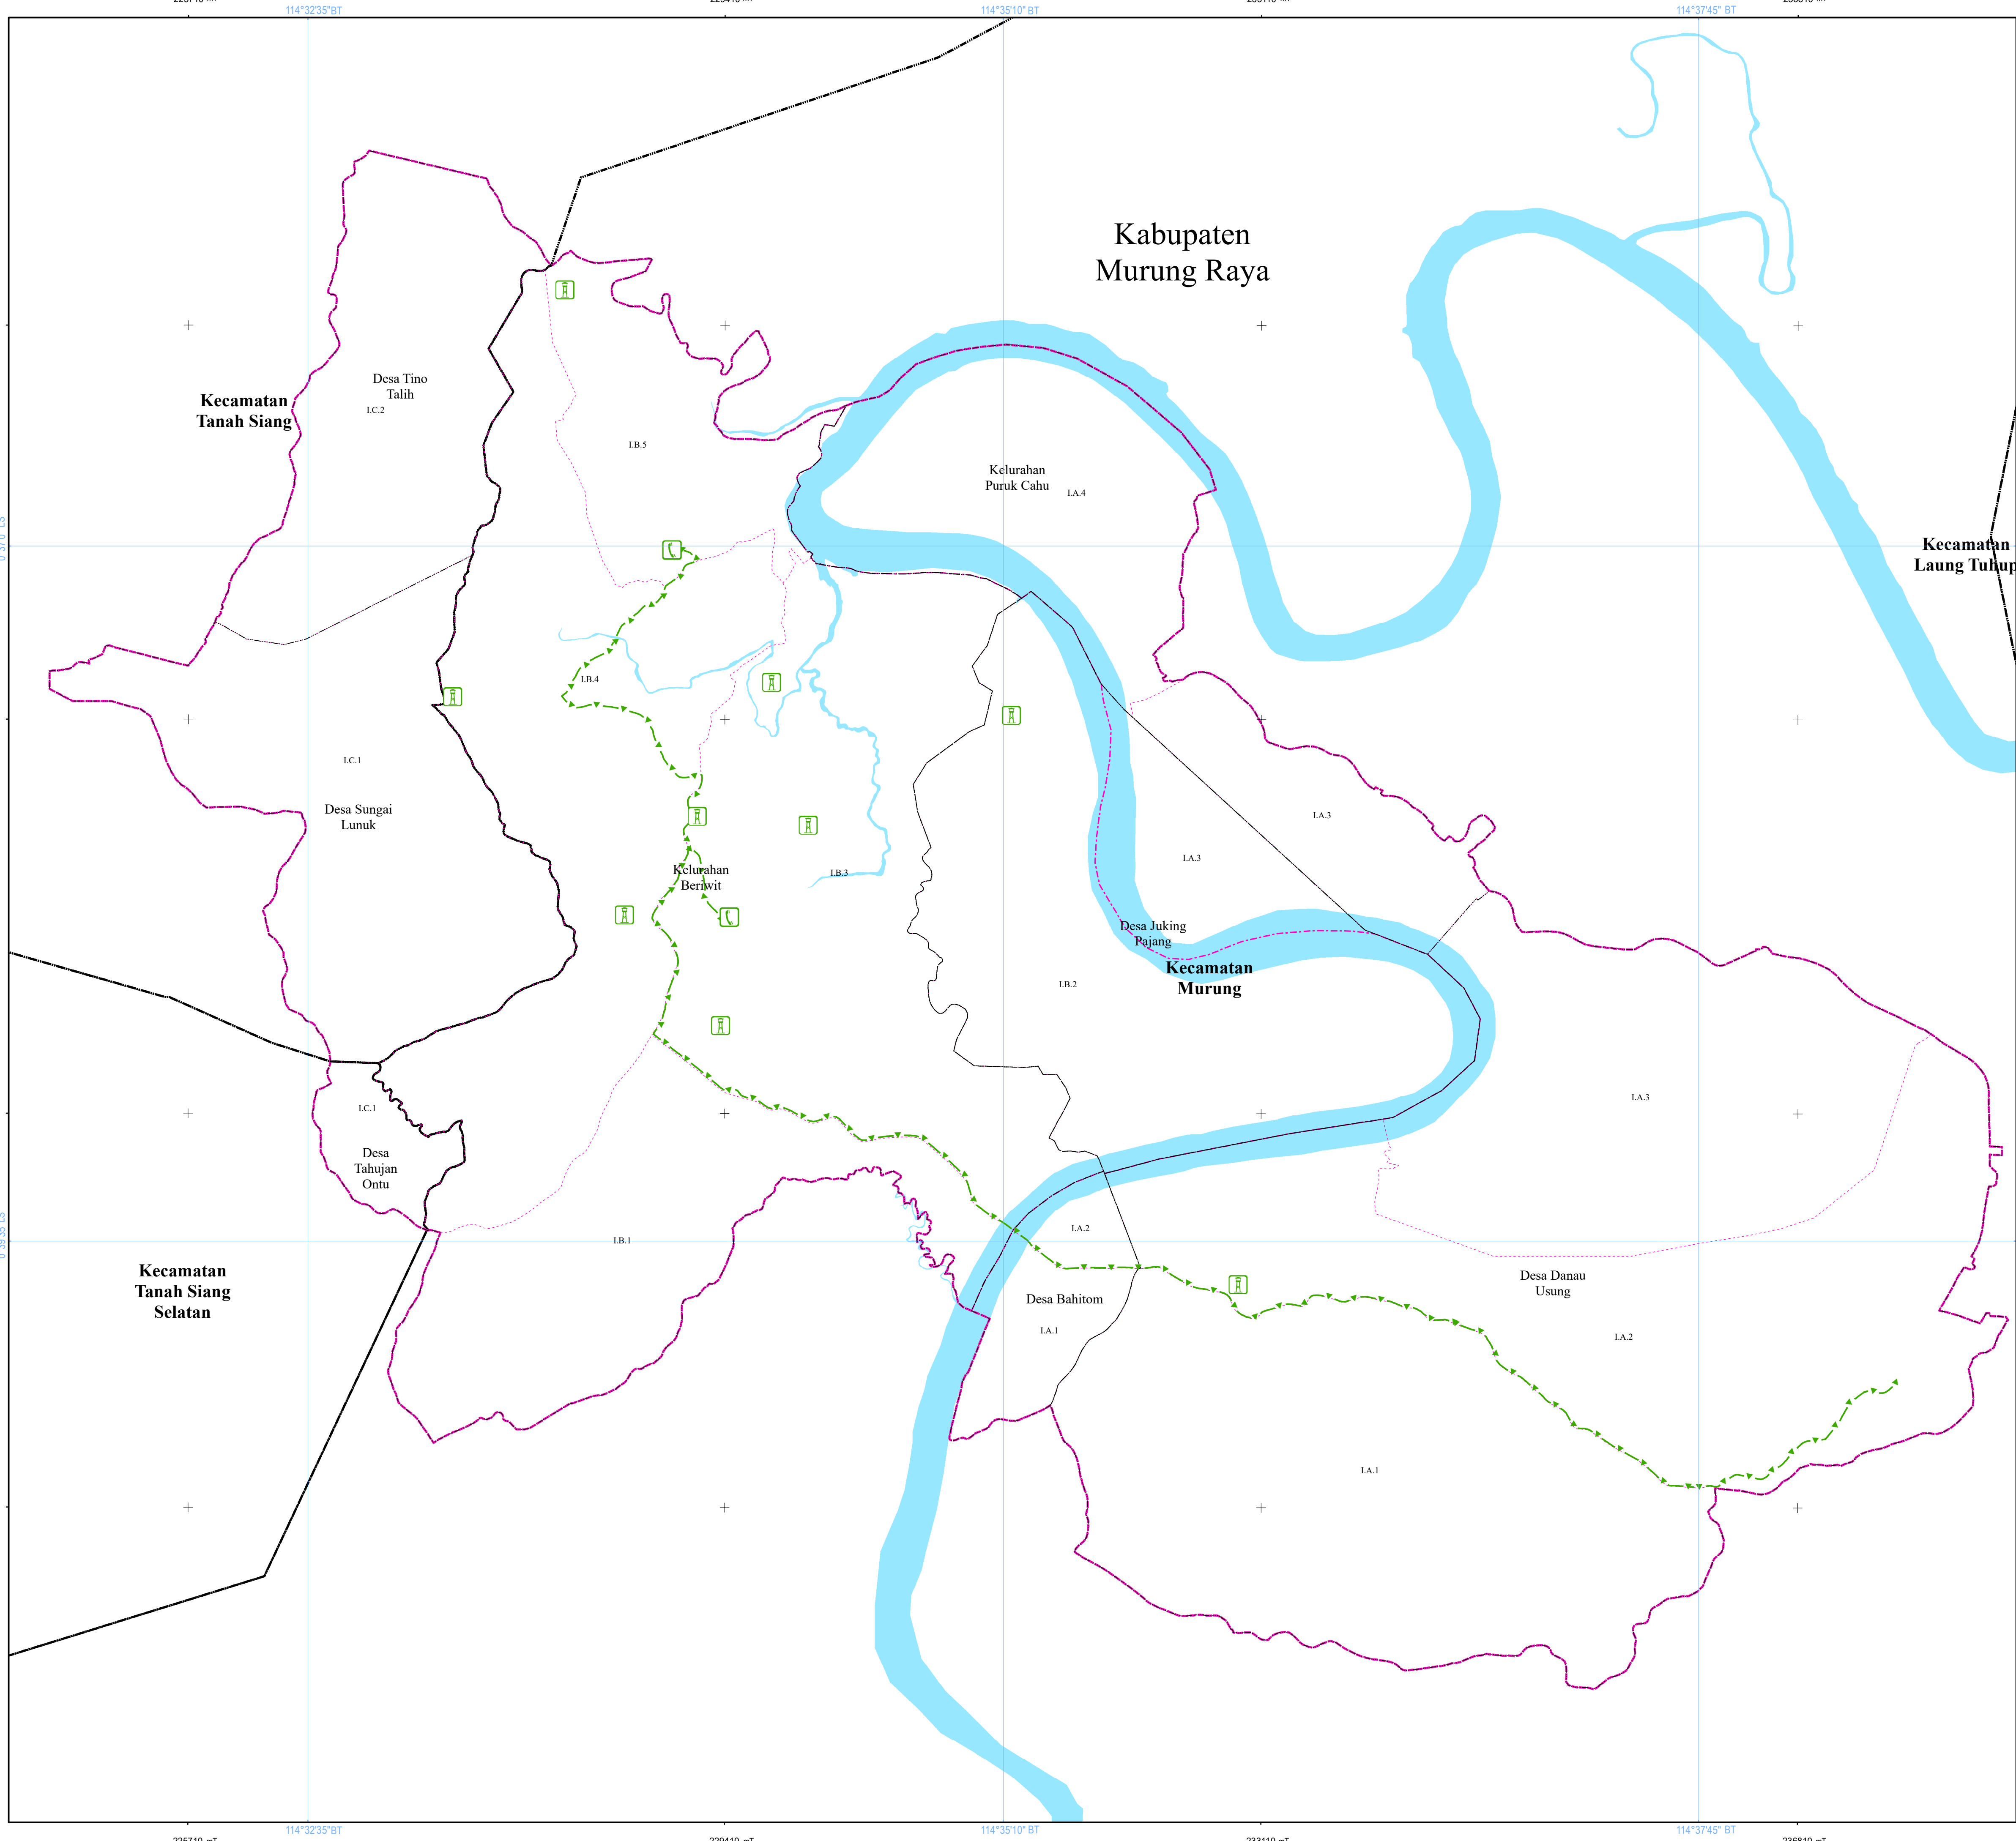 114°32'35"BT
114°35'10" BT
114°37'45" BT
Kabupaten
Murung Raya
Desa Tino
Talih
I.C.2
Kecamatan
Tanah Siang
I.B.5
Kelurahan
Puruk Cahu
I.A.4
Kecamatan
Laung Tuhup
I.B.4
I.C.1
Desa Sungai
Lunuk
I.A.3
I.A.3
Kelurahan
Beriwit
I.B.3
Desa Juking
Pajang
Kecamatan
Murung
I.B.2
I.A.3
I.C.1
Desa
Tahujan
Ontu
I.B.1
I.A.2
Kecamatan
Tanah Siang
Selatan
Desa Bahitom
I.A.1
Desa Danau
Usung
I.A.2
I.A.1
114°32'35"BT
114°35'10" BT
114°37'45" BT